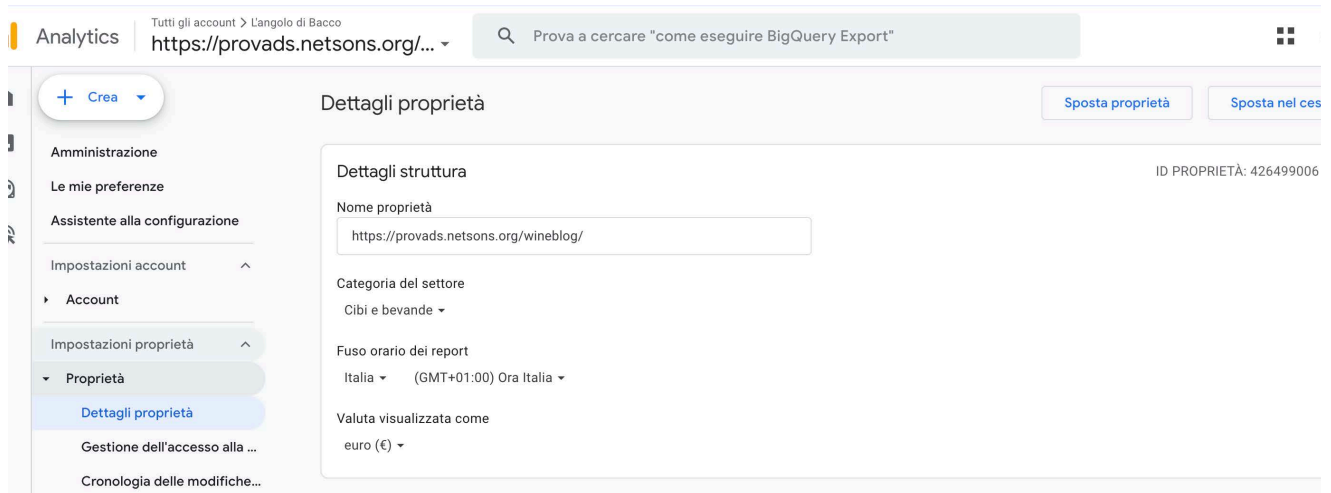 Analytics
Tutti gli account > L'angolo di Bacco
https://provads.netsons.org/...
Prova a cercare "come eseguire BigQuery Export"
Crea
Dettagli proprietà
Sposta proprietà
Sposta nel ces
Amministrazione
Le mie preferenze
Assistente alla configurazione
Impostazioni account
Account
Impostazioni proprietà
Proprietà
Dettagli proprietà
Gestione dell'accesso alla ...
Cronologia delle modifiche...
Dettagli struttura
ID PROPRIETÀ: 426499006
Nome proprietà
https://provads.netsons.org/wineblog/
Categoria del settore
Cibi e bevande
Fuso orario dei report
Italia (GMT+01:00) Ora Italia
Valuta visualizzata come
euro (€)